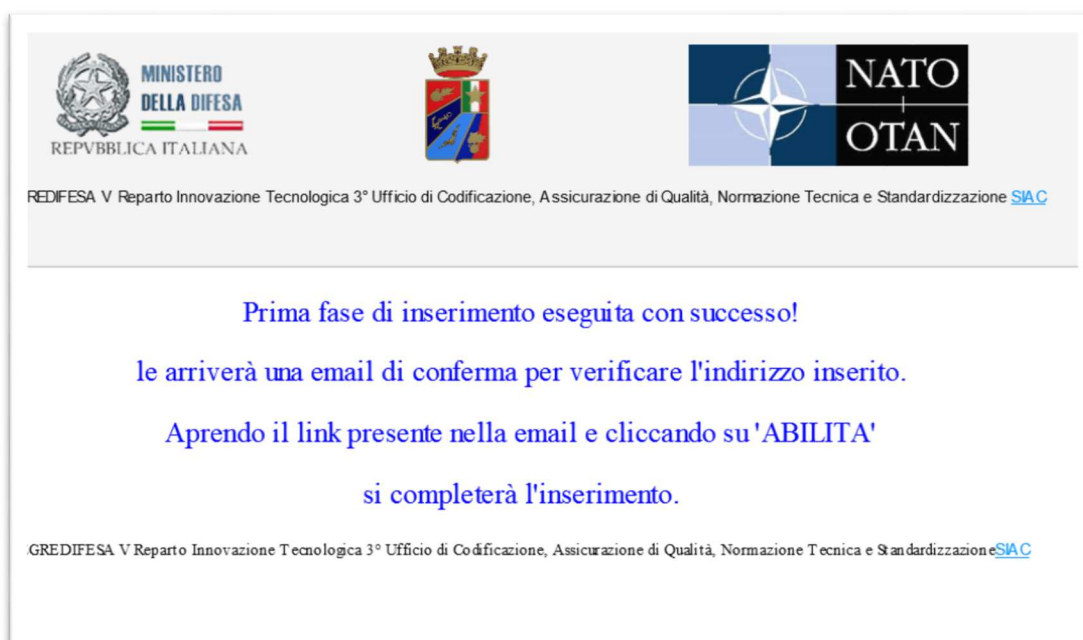 MINISTERO
DELLA DIFESA
REPVBBLICA ITALIANA
NATO
OTAN
REDIFESA V Reparto Innovazione Tecnologica 3° Ufficio di Codificazione, Assicurazione di Qualità, Normazione Tecnica e Standardizzazione SIAC
Prima fase di inserimento eseguita con successo!
le arriverà una email di conferma per verificare l'indirizzo inserito.
Aprendo il link presente nella email e cliccando su 'ABILITA'
si completerà l'inserimento.
GREDIFESA V Reparto Innovazione Tecnologica 3° Ufficio di Codificazione, Assicurazione di Qualità, Normazione Tecnica e StandardizzazioneSIAC